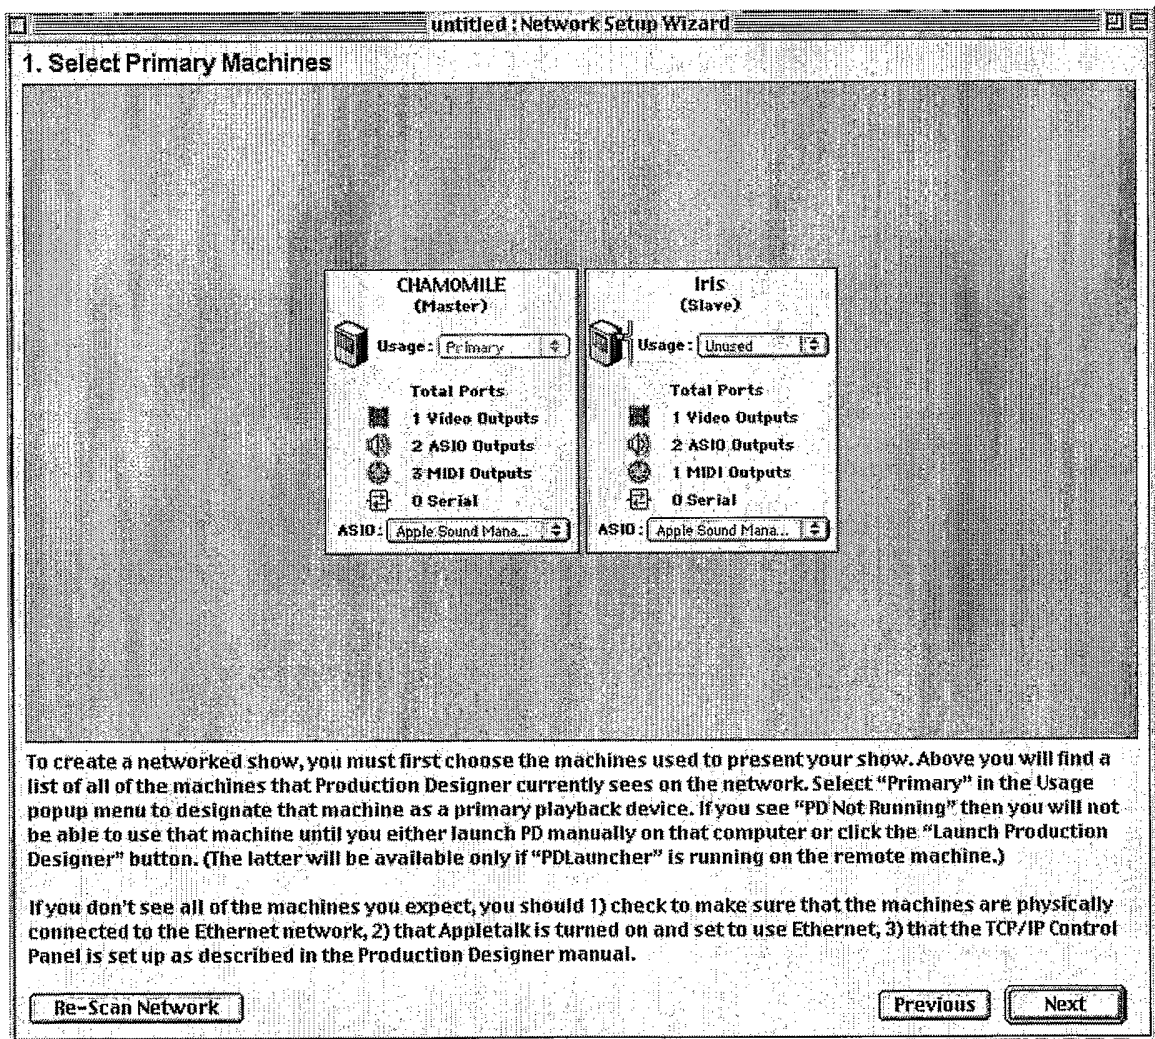 untitled : Network Setup Wizard
1. Select Primary Machines
CHAMOMILE
(Master)
Usage: Primary
Total Ports
1 Video Outputs
2 ASIO Outputs
3 MIDI Outputs
0 Serial
ASIO: Apple Sound Mana...
Iris
(Slave)
Usage: Unused
Total Ports
1 Video Outputs
2 ASIO Outputs
1 MIDI Outputs
0 Serial
ASIO: Apple Sound Mana...
To create a networked show, you must first choose the machines used to present your show. Above you will find a
list of all of the machines that Production Designer currently sees on the network. Select “Primary” in the Usage
popup menu to designate that machine as a primary playback device. If you see “PD Not Running” then you will not
be able to use that machine until you either launch PD manually on that computer or click the “Launch Production
Designer” button. (The latter will be available only if “PDLauncher” is running on the remote machine.)
If you don't see all of the machines you expect, you should 1) check to make sure that the machines are physically
connected to the Ethernet network, 2) that Appletalk is turned on and set to use Ethernet, 3) that the TCP/IP Control
Panel is set up as described in the Production Designer manual.
Re-Scan Network
Previous
Next